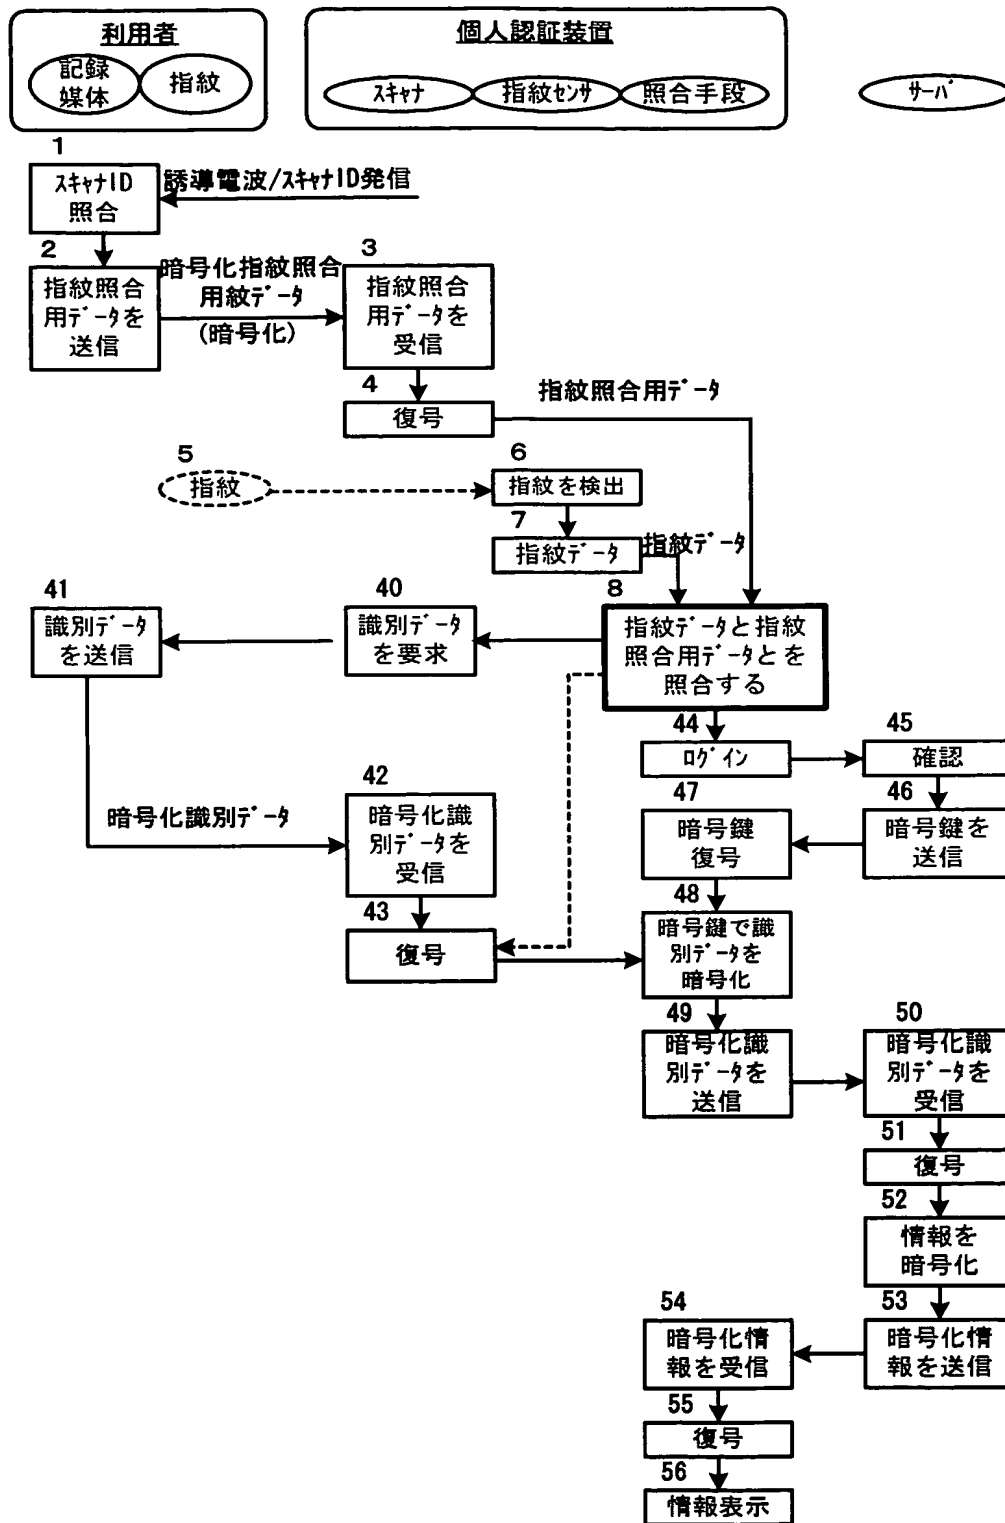 利用者
記録
媒体
指紋
個人認証装置
スキャナ
指紋センサ
照合手段
サーバ
1
スキャナID
照合
誘導電波/スキャナID発信
2
指紋照合
用データを
送信
暗号化指紋照合
用紋データ
(暗号化)
3
指紋照合
用データを
受信
4
復号
指紋照合用データ
5
指紋
6
指紋を検出
7
指紋データ
指紋データ
8
指紋データと指紋
照合用データとを
照合する
41
識別データ
を送信
40
識別データ
を要求
44
ログイン
45
確認
46
暗号鍵を
送信
47
暗号鍵
復号
暗号化識別データ
42
暗号化識
別データを
受信
43
復号
48
暗号鍵で識
別データを
暗号化
49
暗号化識
別データを
送信
50
暗号化識
別データを
受信
51
復号
52
情報を
暗号化
53
暗号化情
報を送信
54
暗号化情
報を受信
55
復号
56
情報表示